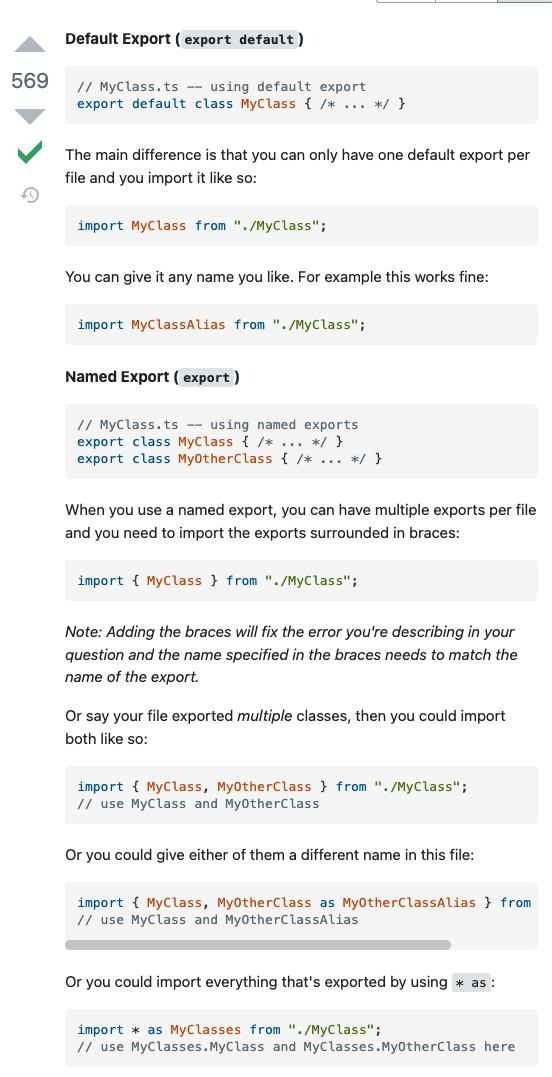 Default Export (export default)
569
// MyClass.ts -- using default export
export default class MyClass { /* ... */ }
The main difference is that you can only have one default export per
file and you import it like so:
import MyClass from "./MyClass";
You can give it any name you like. For example this works fine:
import MyClassAlias from "./MyClass";
Named Export (export)
// MyClass.ts -- using named exports
export class MyClass { /* ... */ }
export class MyOtherClass { /* ... */ }
When you use a named export, you can have multiple exports per file
and you need to import the exports surrounded in braces:
import { MyClass } from "./MyClass";
Note: Adding the braces will fix the error you're describing in your
question and the name specified in the braces needs to match the
name of the export.
Or say your file exported multiple classes, then you could import
both like so:
import { MyClass, MyOtherClass } from "./MyClass";
// use MyClass and MyOtherClass
Or you could give either of them a different name in this file:
import { MyClass, MyOtherClass as MyOtherClassAlias } from
// use MyClass and MyOtherClassAlias
Or you could import everything that's exported by using * as:
import * as MyClasses from "./MyClass";
// use MyClasses.MyClass and MyClasses.MyOtherClass here